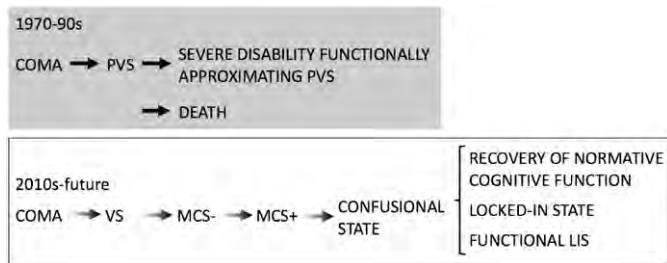 1970-90s
COMA PVS SEVERE DISABILITY FUNCTIONALLY
APPROXIMATING PVS
DEATH
2010s-future
COMA VS MCS- MCS+ CONFUSIONAL
STATE
RECOVERY OF NORMATIVE
COGNITIVE FUNCTION
LOCKED-IN STATE
FUNCTIONAL LIS